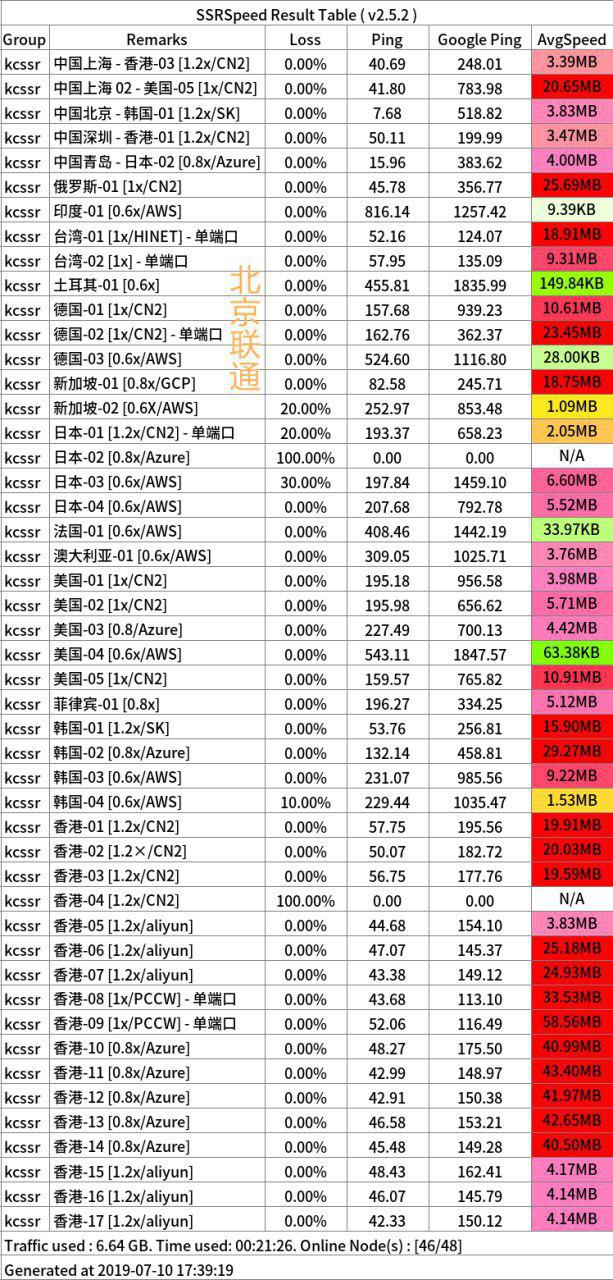 SSRSpeed Result Table ( v2.5.2 )
Group Remarks Loss Ping Google Ping AvgSpeed
kcssr 中国上海 - 香港-03 [1.2x/CN2] 0.00% 40.69 248.01 3.39MB
kcssr 中国上海 02 - 美国-05 [1x/CN2] 0.00% 41.80 783.98 20.65MB
kcssr 中国北京 - 韩国-01 [1.2x/SK] 0.00% 7.68 518.82 3.83MB
kcssr 中国深圳 - 香港-01 [1.2x/CN2] 0.00% 50.11 199.99 3.47MB
kcssr 中国青岛 - 日本-02 [0.8x/Azure] 0.00% 15.96 383.62 4.00MB
kcssr 俄罗斯-01 [1x/CN2] 0.00% 45.78 356.77 25.69MB
kcssr 印度-01 [0.6x/AWS] 0.00% 816.14 1257.42 9.39KB
kcssr 台湾-01 [1x/HINET] - 单端口 0.00% 52.16 124.07 18.91MB
kcssr 台湾-02 [1x] - 单端口 0.00% 57.95 135.09 9.31MB
kcssr 土耳其-01 [0.6x] 0.00% 455.81 1835.99 149.84KB
kcssr 德国-01 [1x/CN2] 0.00% 157.68 939.23 10.61MB
kcssr 德国-02 [1x/CN2] - 单端口 0.00% 162.76 362.37 23.45MB
kcssr 德国-03 [0.6x/AWS] 0.00% 524.60 1116.80 28.00KB
kcssr 新加坡-01 [0.8x/GCP] 0.00% 82.58 245.71 18.75MB
kcssr 新加坡-02 [0.6X/AWS] 20.00% 252.97 853.48 1.09MB
kcssr 日本-01 [1.2x/CN2] - 单端口 20.00% 193.37 658.23 2.05MB
kcssr 日本-02 [0.8x/Azure] 100.00% 0.00 0.00 N/A
kcssr 日本-03 [0.6x/AWS] 30.00% 197.84 1459.10 6.60MB
kcssr 日本-04 [0.6x/AWS] 0.00% 207.68 792.78 5.52MB
kcssr 法国-01 [0.6x/AWS] 0.00% 408.46 1442.19 33.97KB
kcssr 澳大利亚-01 [0.6x/AWS] 0.00% 309.05 1025.71 3.76MB
kcssr 美国-01 [1x/CN2] 0.00% 195.18 956.58 3.98MB
kcssr 美国-02 [1x/CN2] 0.00% 195.98 656.62 5.71MB
kcssr 美国-03 [0.8/Azure] 0.00% 227.49 700.13 4.42MB
kcssr 美国-04 [0.6x/AWS] 0.00% 543.11 1847.57 63.38KB
kcssr 美国-05 [1x/CN2] 0.00% 159.57 765.82 10.91MB
kcssr 菲律宾-01 [0.8x] 0.00% 196.27 334.25 5.12MB
kcssr 韩国-01 [1.2x/SK] 0.00% 53.76 256.81 15.90MB
kcssr 韩国-02 [0.8x/Azure] 0.00% 132.14 458.81 29.27MB
kcssr 韩国-03 [0.6x/AWS] 0.00% 231.07 985.56 9.22MB
kcssr 韩国-04 [0.6x/AWS] 10.00% 229.44 1035.47 1.53MB
kcssr 香港-01 [1.2x/CN2] 0.00% 57.75 195.56 19.91MB
kcssr 香港-02 [1.2×/CN2] 0.00% 50.07 182.72 20.03MB
kcssr 香港-03 [1.2x/CN2] 0.00% 56.75 177.76 19.59MB
kcssr 香港-04 [1.2x/CN2] 100.00% 0.00 0.00 N/A
kcssr 香港-05 [1.2x/aliyun] 0.00% 44.68 154.10 3.83MB
kcssr 香港-06 [1.2x/aliyun] 0.00% 47.07 145.37 25.18MB
kcssr 香港-07 [1.2x/aliyun] 0.00% 43.38 149.12 24.93MB
kcssr 香港-08 [1x/PCCW] - 单端口 0.00% 43.68 113.10 33.53MB
kcssr 香港-09 [1x/PCCW] - 单端口 0.00% 52.06 116.49 58.56MB
kcssr 香港-10 [0.8x/Azure] 0.00% 48.27 175.50 40.99MB
kcssr 香港-11 [0.8x/Azure] 0.00% 42.99 148.97 43.40MB
kcssr 香港-12 [0.8x/Azure] 0.00% 42.91 150.38 41.97MB
kcssr 香港-13 [0.8x/Azure] 0.00% 46.58 153.21 42.65MB
kcssr 香港-14 [0.8x/Azure] 0.00% 45.48 149.28 40.50MB
kcssr 香港-15 [1.2x/aliyun] 0.00% 48.43 162.41 4.17MB
kcssr 香港-16 [1.2x/aliyun] 0.00% 46.07 145.79 4.14MB
kcssr 香港-17 [1.2x/aliyun] 0.00% 42.33 150.12 4.14MB
Traffic used : 6.64 GB. Time used: 00:21:26. Online Node(s) : [46/48]
Generated at 2019-07-10 17:39:19
北京联通